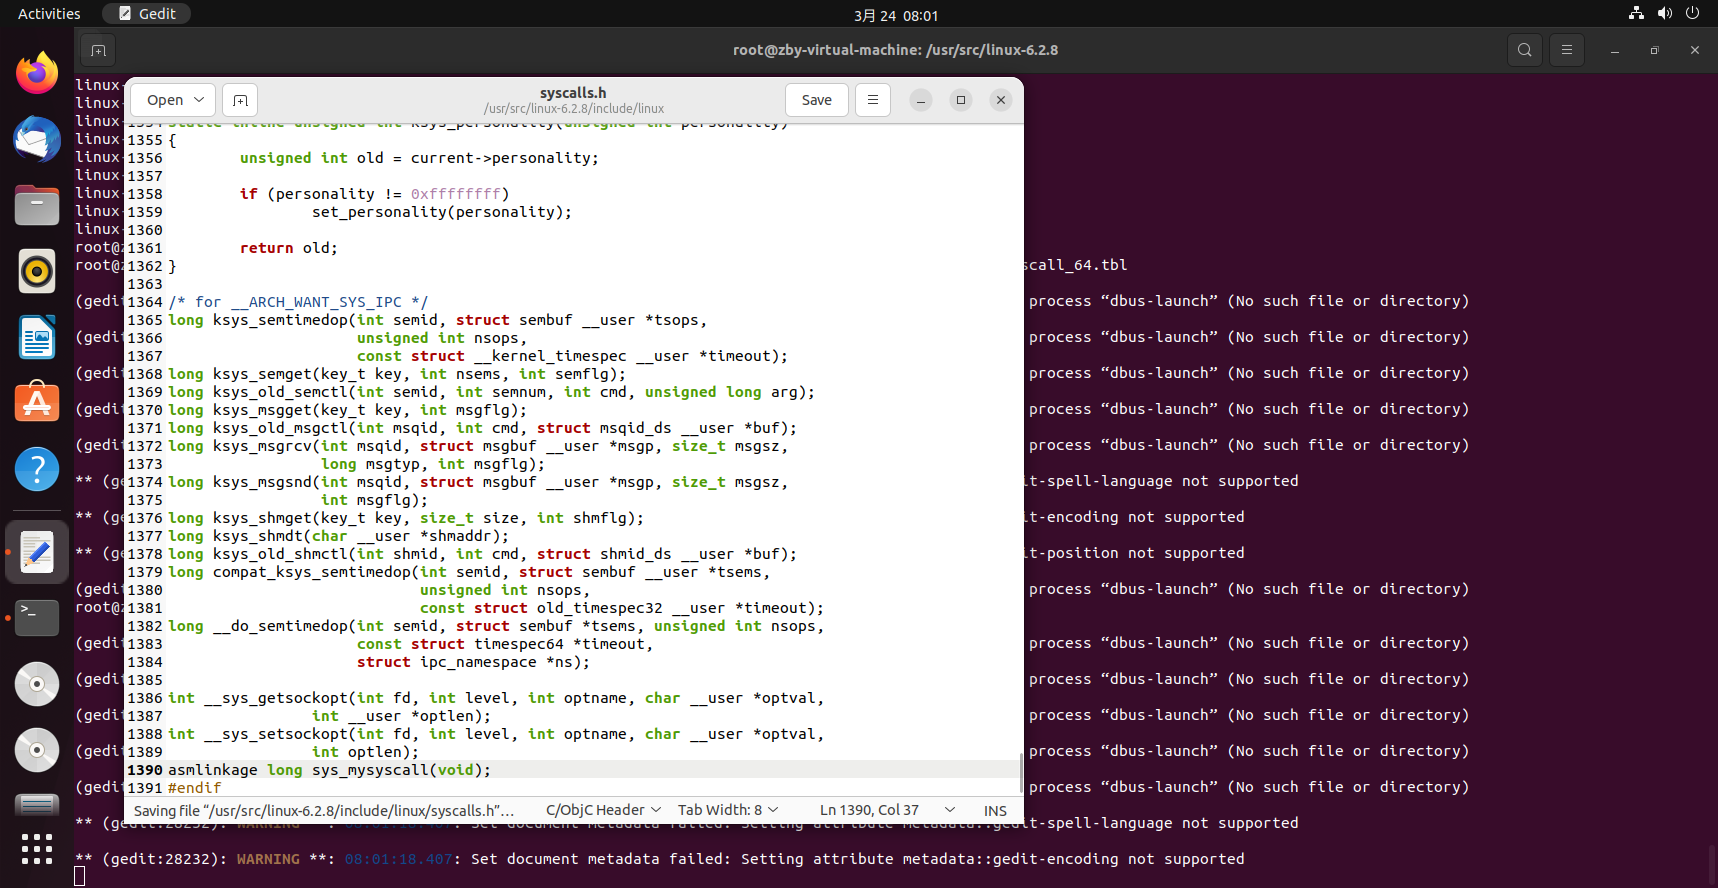 Activities
Gedit
3月 24 08:01
root@zby-virtual-machine: /usr/src/linux-6.2.8
Open
syscalls.h
/usr/src/linux-6.2.8/include/linux
Save
1354 static inline unsigned int ksys_personality(unsigned int personality)
1355 {
1356         unsigned int old = current->personality;
1357
1358         if (personality != 0xffffffff)
1359                 set_personality(personality);
1360
1361         return old;
1362 }
1363
1364 /* for __ARCH_WANT_SYS_IPC */
1365 long ksys_semtimedop(int semid, struct sembuf __user *tsops,
1366                      unsigned int nsops,
1367                      const struct __kernel_timespec __user *timeout);
1368 long ksys_semget(key_t key, int nsems, int semflg);
1369 long ksys_old_semctl(int semid, int semnum, int cmd, unsigned long arg);
1370 long ksys_msgget(key_t key, int msgflg);
1371 long ksys_old_msgctl(int msqid, int cmd, struct msqid_ds __user *buf);
1372 long ksys_msgrcv(int msqid, struct msgbuf __user *msgp, size_t msgsz,
1373                  long msgtyp, int msgflg);
1374 long ksys_msgsnd(int msqid, struct msgbuf __user *msgp, size_t msgsz,
1375                  int msgflg);
1376 long ksys_shmget(key_t key, size_t size, int shmflg);
1377 long ksys_shmdt(char __user *shmaddr);
1378 long ksys_old_shmctl(int shmid, int cmd, struct shmid_ds __user *buf);
1379 long compat_ksys_semtimedop(int semid, struct sembuf __user *tsems,
1380                             unsigned int nsops,
1381                             const struct old_timespec32 __user *timeout);
1382 long __do_semtimedop(int semid, struct sembuf *tsems, unsigned int nsops,
1383                      const struct timespec64 *timeout,
1384                      struct ipc_namespace *ns);
1385
1386 int __sys_getsockopt(int fd, int level, int optname, char __user *optval,
1387                 int __user *optlen);
1388 int __sys_setsockopt(int fd, int level, int optname, char __user *optval,
1389                 int optlen);
1390 asmlinkage long sys_mysyscall(void);
1391 #endif
Saving file “/usr/src/linux-6.2.8/include/linux/syscalls.h”…
C/ObjC Header
Tab Width: 8
Ln 1390, Col 37
INS
linux-
linux-
linux-
linux-
linux-
linux-
linux-
linux-
linux-
root@z
root@z scall_64.tbl
(gedit process “dbus-launch” (No such file or directory)
(gedit process “dbus-launch” (No such file or directory)
(gedit process “dbus-launch” (No such file or directory)
(gedit process “dbus-launch” (No such file or directory)
(gedit process “dbus-launch” (No such file or directory)
** (ge it-spell-language not supported
** (ge it-encoding not supported
** (ge it-position not supported
(gedit process “dbus-launch” (No such file or directory)
root@z
(gedit process “dbus-launch” (No such file or directory)
(gedit process “dbus-launch” (No such file or directory)
(gedit process “dbus-launch” (No such file or directory)
(gedit process “dbus-launch” (No such file or directory)
(gedit process “dbus-launch” (No such file or directory)
** (gedit:28232): WARNING **: 08:01:18.407: Set document metadata failed: Setting attribute metadata::gedit-spell-language not supported
** (gedit:28232): WARNING **: 08:01:18.407: Set document metadata failed: Setting attribute metadata::gedit-encoding not supported